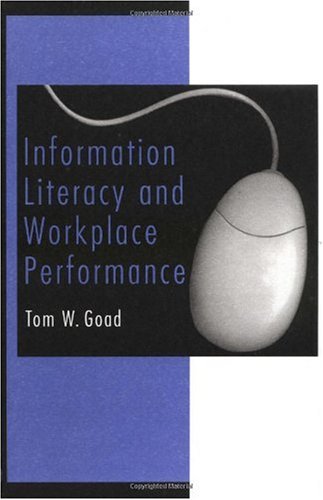 Information
Literacy and
Workplace
Performance
Tom W. Goad